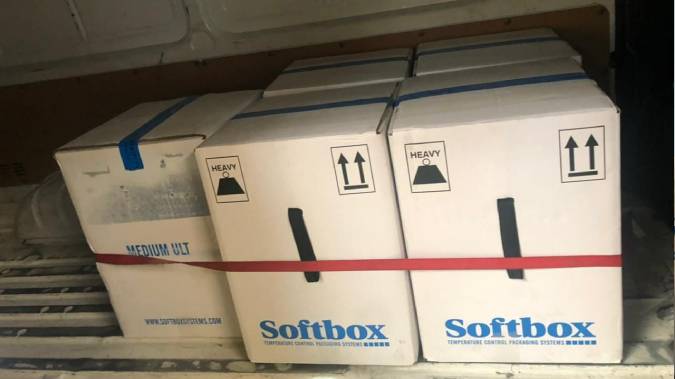 HEAVY
HEAVY
MEDIUM ULT
WWW.SOFTBOXSYSTEMS.COM
Softbox
TEMPERATURE CONTROL PACKAGING SYSTEMS
Softbox
TEMPERATURE CONTROL PACKAGING SYSTEMS